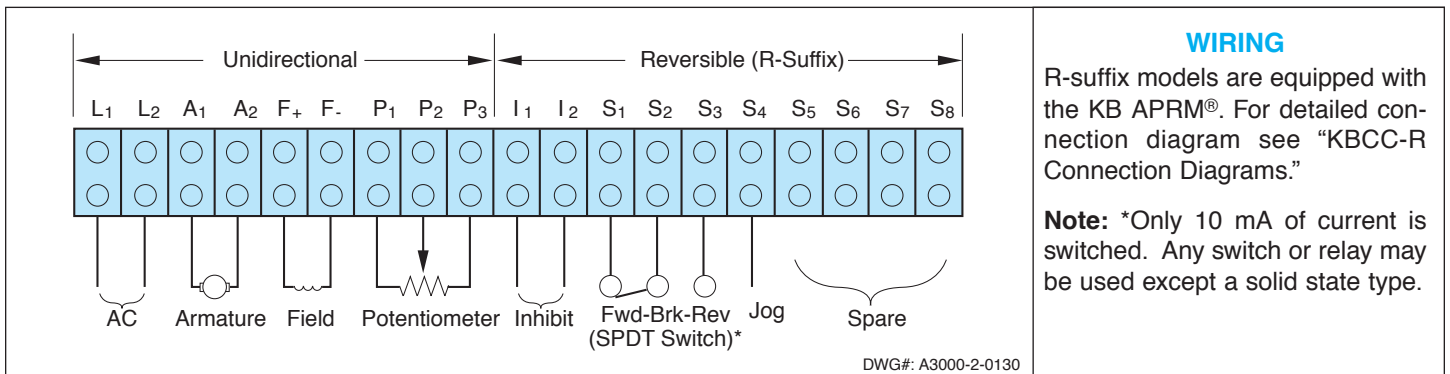 Unidirectional
Reversible (R-Suffix)
L1 L2 A1 A2 F+ F- P1 P2 P3 I1 I2 S1 S2 S3 S4 S5 S6 S7 S8
AC Armature Field Potentiometer Inhibit Fwd-Brk-Rev Jog Spare
(SPDT Switch)*
DWG#: A3000-2-0130
WIRING
R-suffix models are equipped with
the KB APRM®. For detailed con-
nection diagram see “KBCC-R
Connection Diagrams.”
Note: *Only 10 mA of current is
switched. Any switch or relay may
be used except a solid state type.